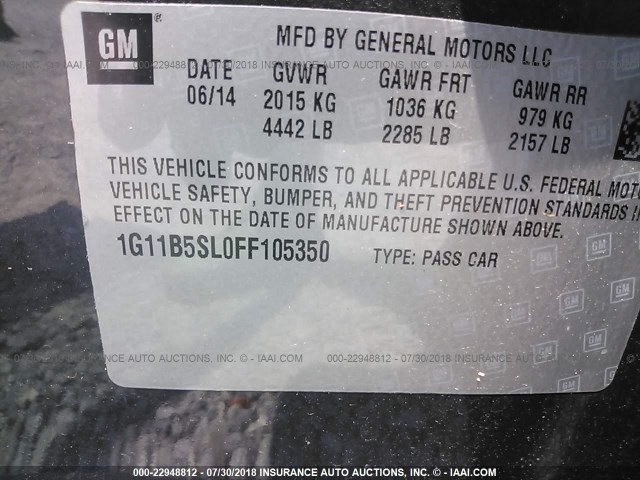 GM ®
MFD BY GENERAL MOTORS LLC
DATE GVWR GAWR FRT GAWR RR
06/14 2015 KG 1036 KG 979 KG
4442 LB 2285 LB 2157 LB
THIS VEHICLE CONFORMS TO ALL APPLICABLE U.S. FEDERAL MOTO
VEHICLE SAFETY, BUMPER, AND THEFT PREVENTION STANDARDS I
EFFECT ON THE DATE OF MANUFACTURE SHOWN ABOVE.
1G11B5SL0FF105350 TYPE: PASS CAR
000-22948812 - 07/30/2018 INSURANCE AUTO AUCTIONS, INC. © - IAAI.COM